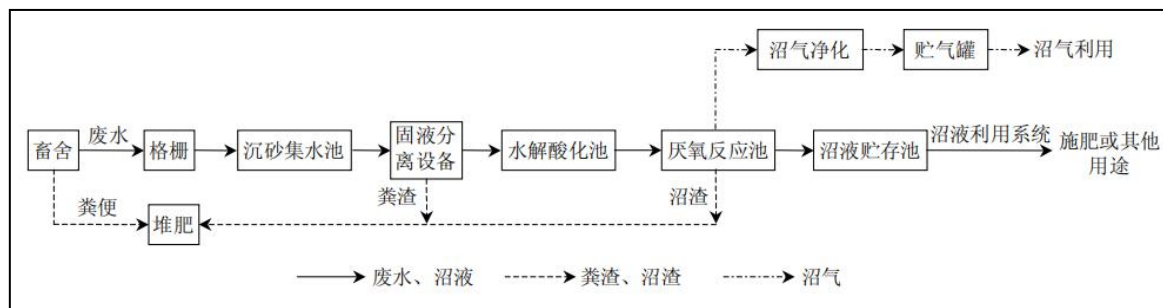 沼气净化
贮气罐
沼气利用
畜舍
废水
格栅
沉砂集水池
固液分
离设备
水解酸化池
厌氧反应池
沼液贮存池
沼液利用系统
施肥或其他
用途
粪便
堆肥
粪渣
沼渣
废水、沼液
粪渣、沼渣
沼气